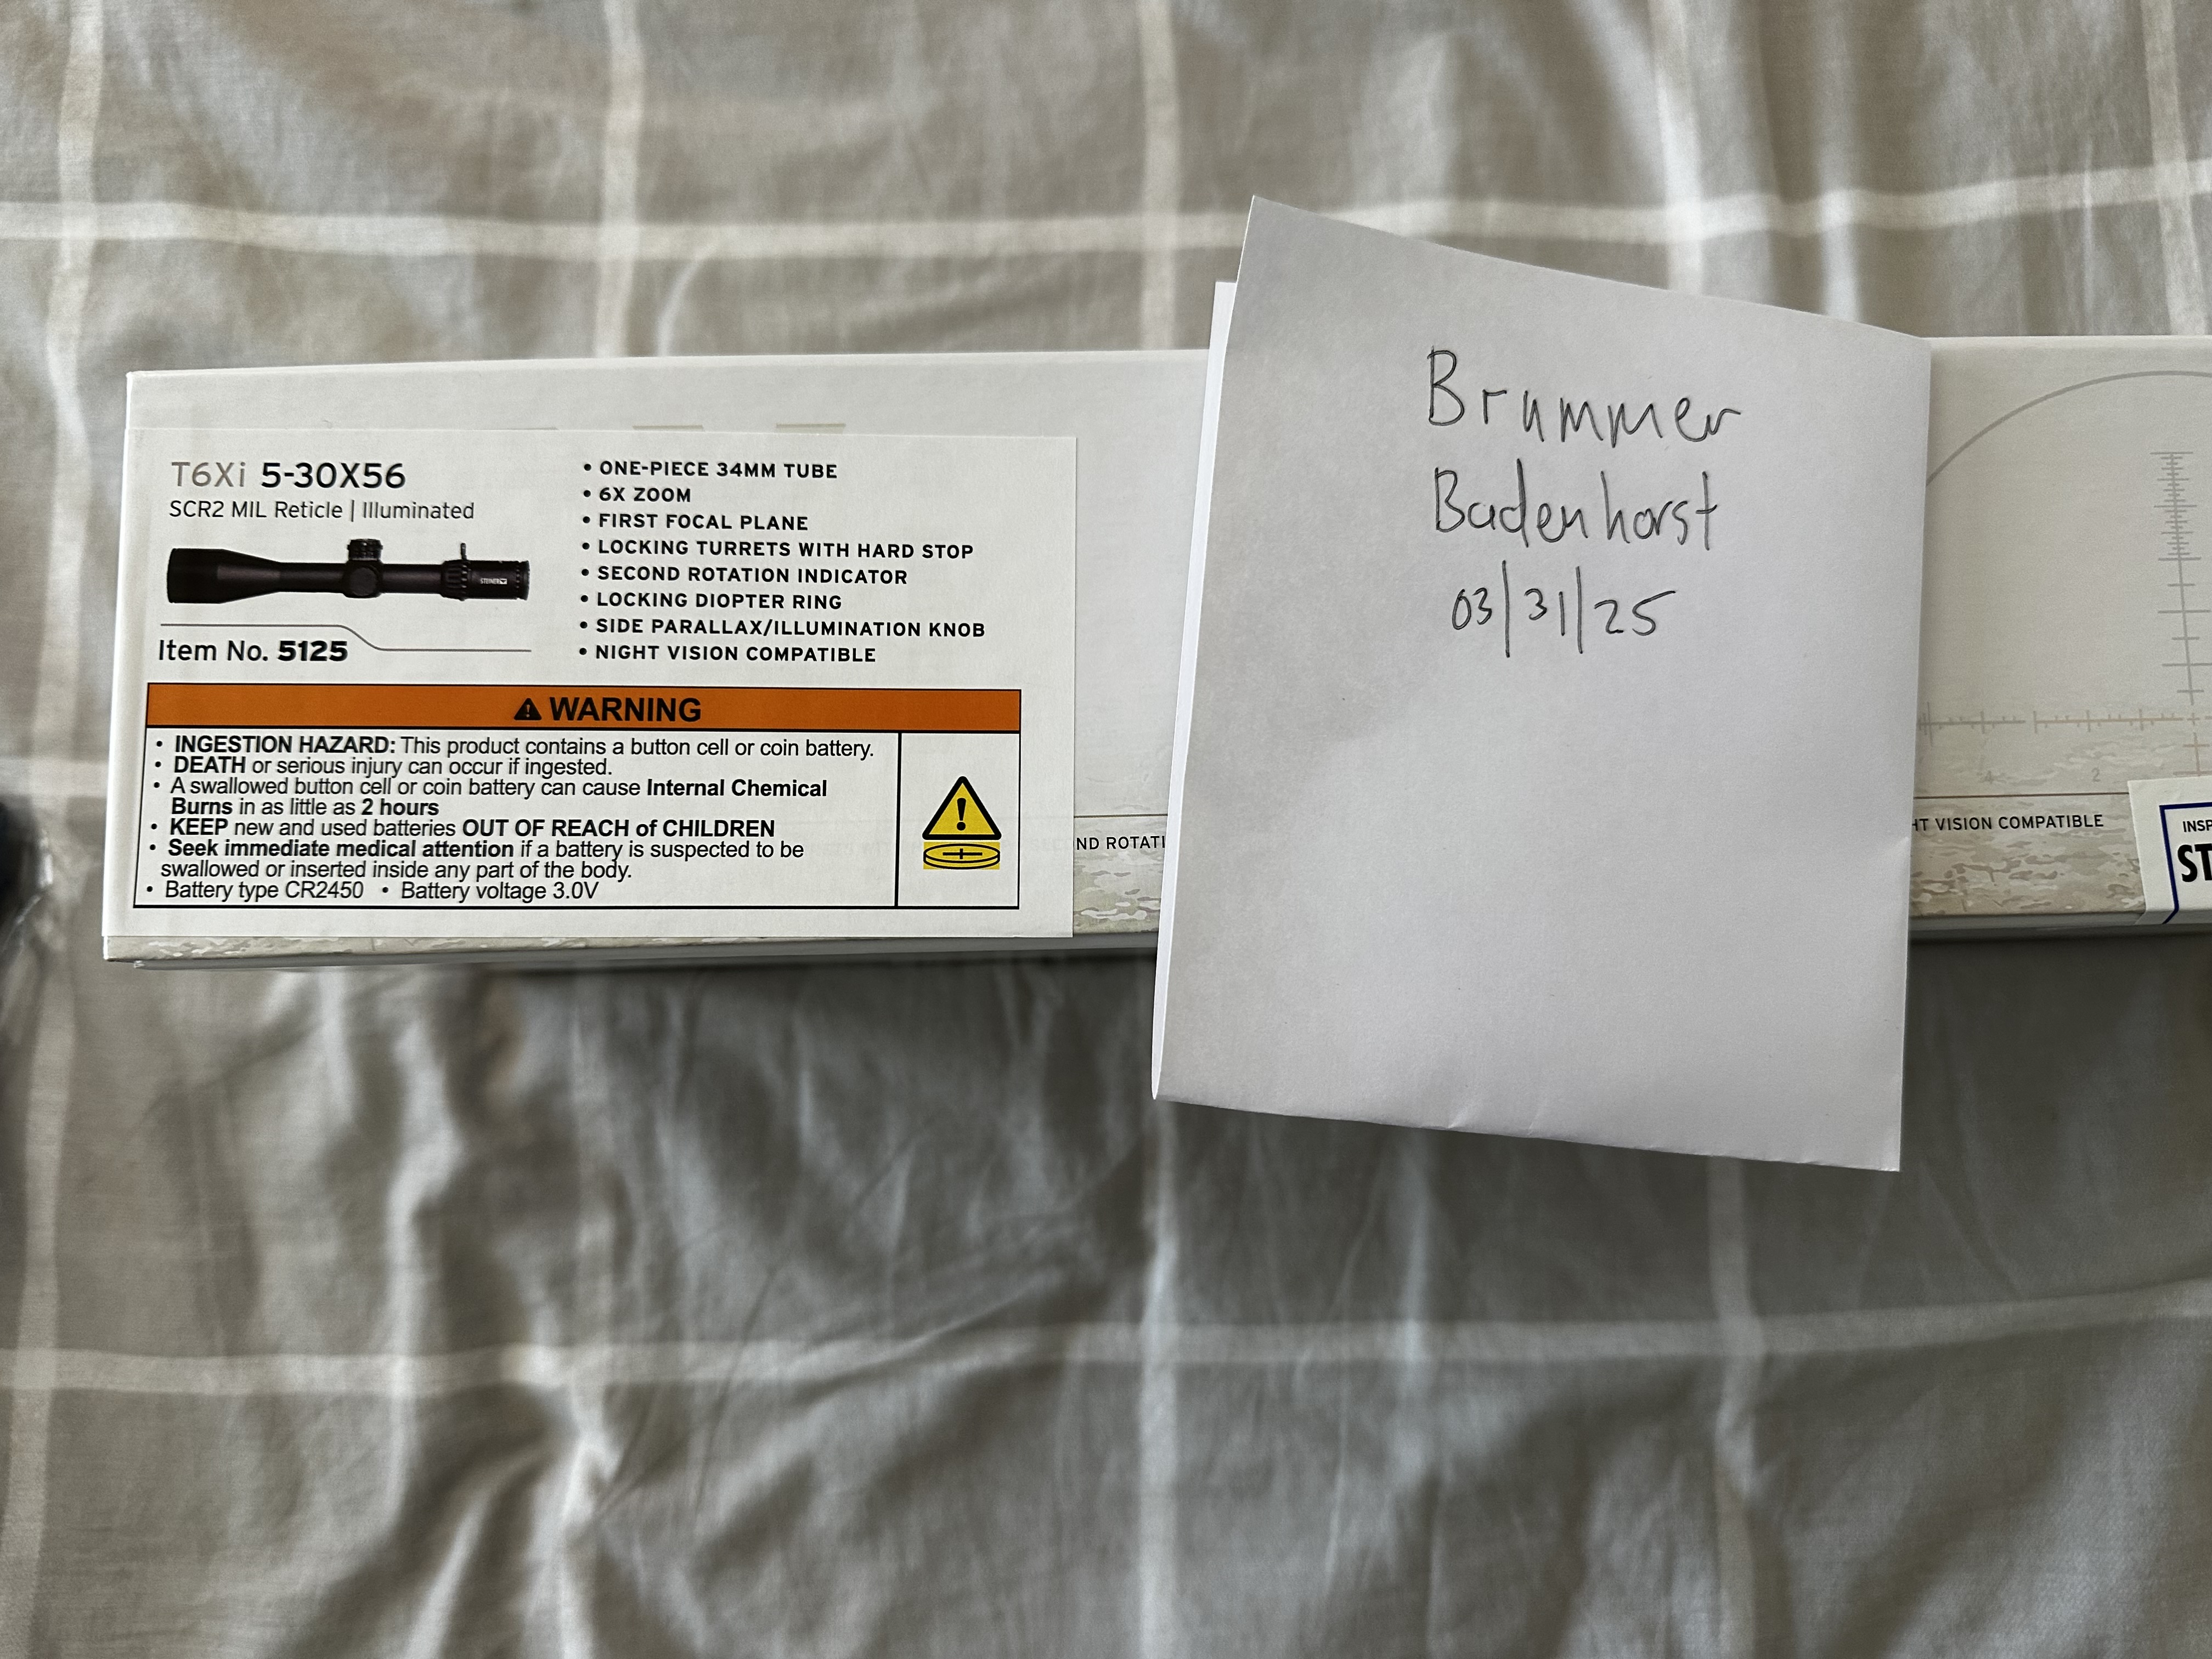 T6Xi 5-30X56
SCR2 MIL Reticle | Illuminated
STEINER
Item No. 5125
• ONE-PIECE 34MM TUBE
• 6X ZOOM
• FIRST FOCAL PLANE
• LOCKING TURRETS WITH HARD STOP
• SECOND ROTATION INDICATOR
• LOCKING DIOPTER RING
• SIDE PARALLAX/ILLUMINATION KNOB
• NIGHT VISION COMPATIBLE
⚠ WARNING
• INGESTION HAZARD: This product contains a button cell or coin battery.
• DEATH or serious injury can occur if ingested.
• A swallowed button cell or coin battery can cause Internal Chemical
Burns in as little as 2 hours
• KEEP new and used batteries OUT OF REACH of CHILDREN
• Seek immediate medical attention if a battery is suspected to be
swallowed or inserted inside any part of the body.
• Battery type CR2450 • Battery voltage 3.0V
ND ROTATI
Brummer
Badenhorst
03/31/25
4 2
HT VISION COMPATIBLE
INSP
ST